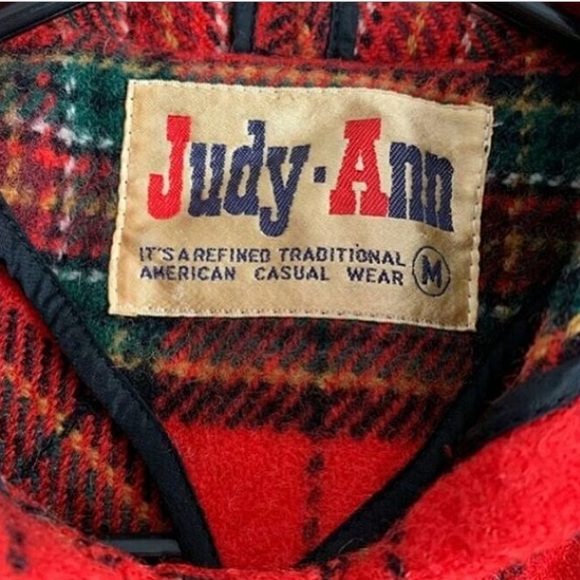 Judy·Ann
IT'S A REFINED TRADITIONAL
AMERICAN CASUAL WEAR M